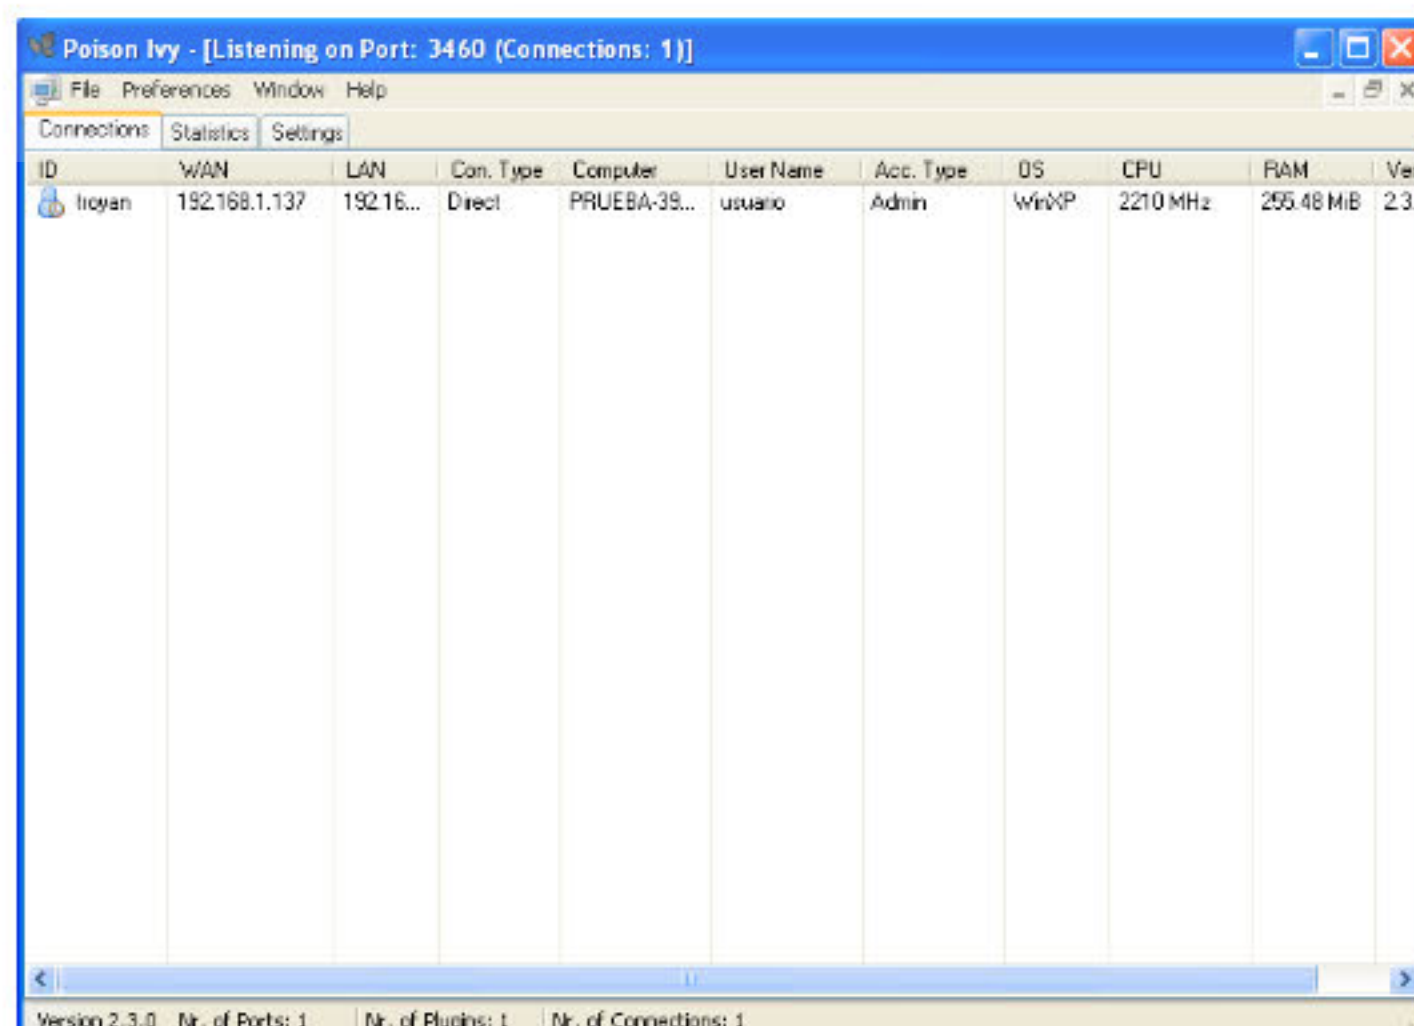 Poison Ivy - [Listening on Port: 3460 (Connections: 1)]
File Preferences Window Help
Connections Statistics Settings
ID WAN LAN Con. Type Computer User Name Acc. Type OS CPU RAM Ve
troyan 192.168.1.137 192.16... Direct PRUEBA-39... usuario Admin WinXP 2210 MHz 255.48 MiB 2.3
Version 2.3.0 Nr. of Ports: 1 Nr. of Plugins: 1 Nr. of Connections: 1